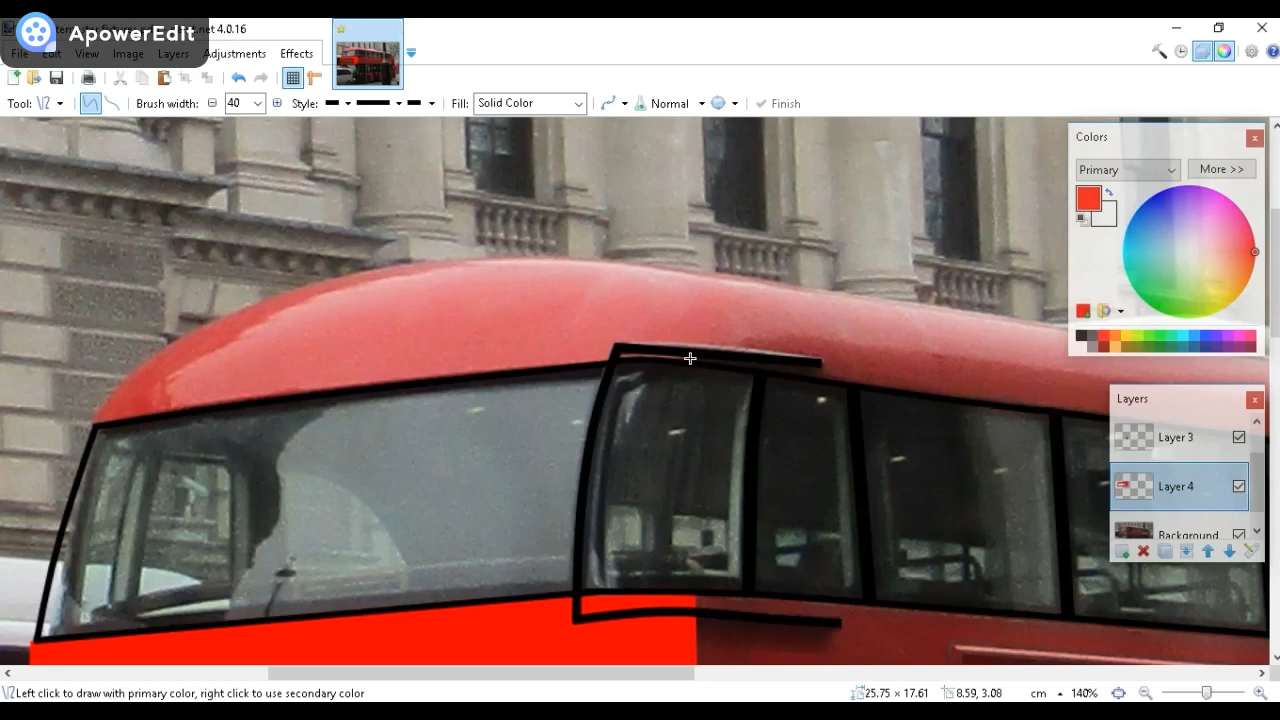 ApowerEdit
.net 4.0.16
File Edit View Image Layers Adjustments Effects
Tool: Brush width: 40 Style: Fill: Solid Color Normal Finish
Colors
Primary More >>
Layers
Layer 3
Layer 4
Background
Left click to draw with primary color, right click to use secondary color 25.75 × 17.61 8.59, 3.08 cm 140%